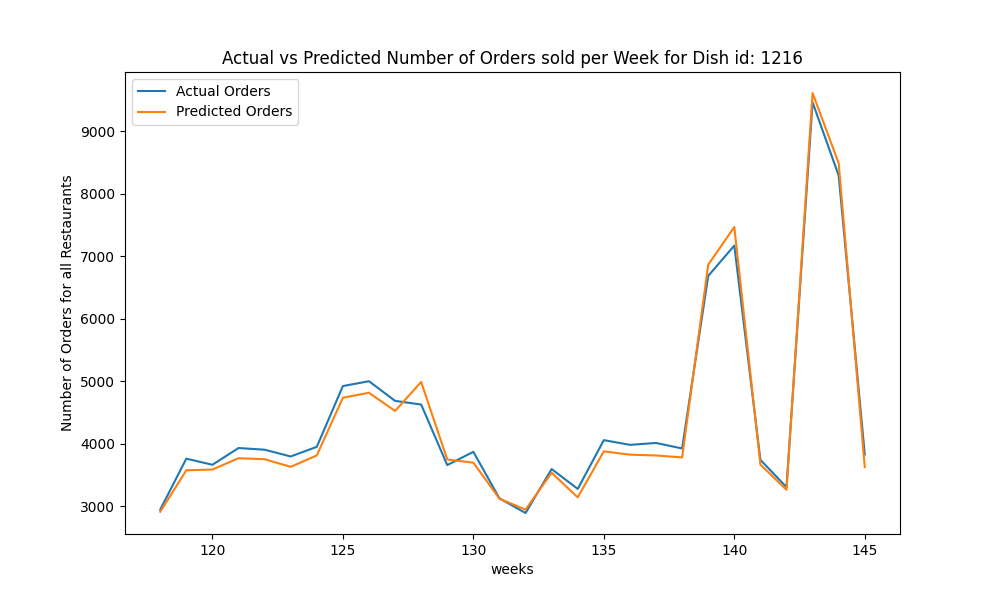 Actual vs Predicted Number of Orders sold per Week for Dish id: 1216
Actual Orders
Predicted Orders
Number of Orders for all Restaurants
9000
8000
7000
6000
5000
4000
3000
120 125 130 135 140 145
weeks